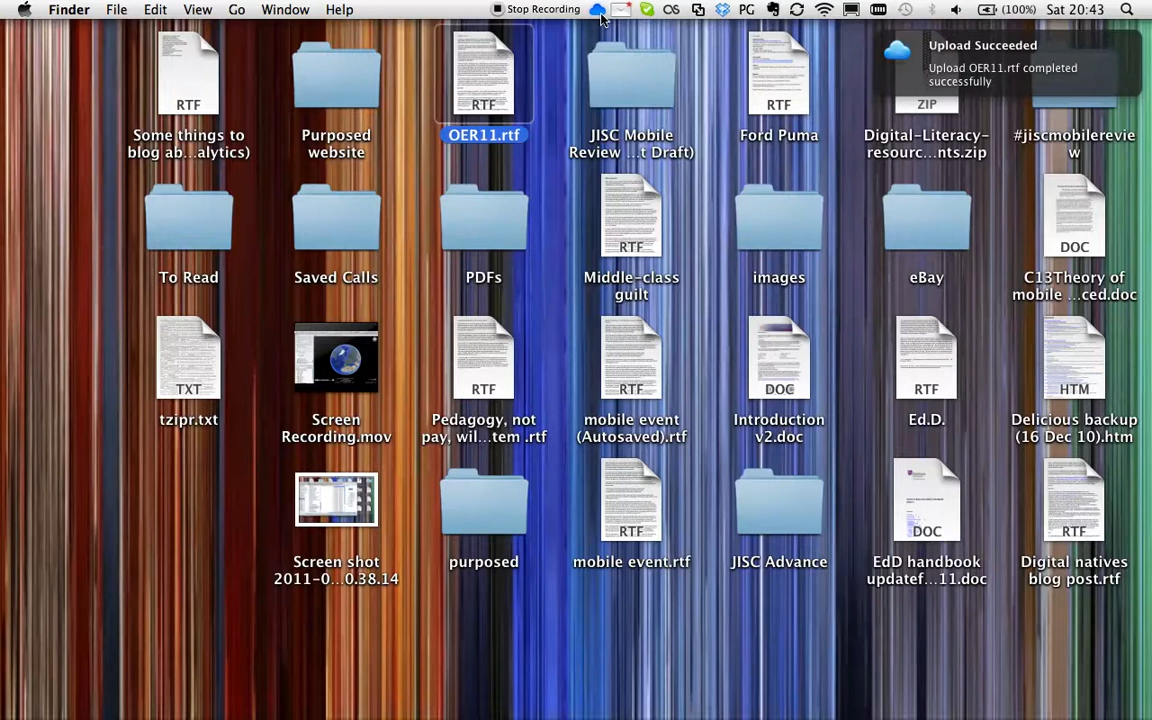 Finder File Edit View Go Window Help Stop Recording OS PG (100%) Sat 20:43
Upload Succeeded
Upload OER11.rtf completed
successfully
RTF
Some things to
blog ab...alytics)
Purposed
website
RTF
OER11.rtf
JISC Mobile
Review ...t Draft)
RTF
Ford Puma
ZIP
Digital-Literacy-
resourc...nts.zip
#jiscmobilerevie
w
To Read
Saved Calls
PDFs
RTF
Middle-class
guilt
images
eBay
DOC
C13Theory of
mobile ...ced.doc
TXT
tzipr.txt
Screen
Recording.mov
RTF
Pedagogy, not
pay, wil...tem .rtf
RTF
mobile event
(Autosaved).rtf
DOC
Introduction
v2.doc
RTF
Ed.D.
HTM
Delicious backup
(16 Dec 10).htm
Screen shot
2011-0...0.38.14
purposed
RTF
mobile event.rtf
JISC Advance
DOC
EdD handbook
updatef...11.doc
RTF
Digital natives
blog post.rtf